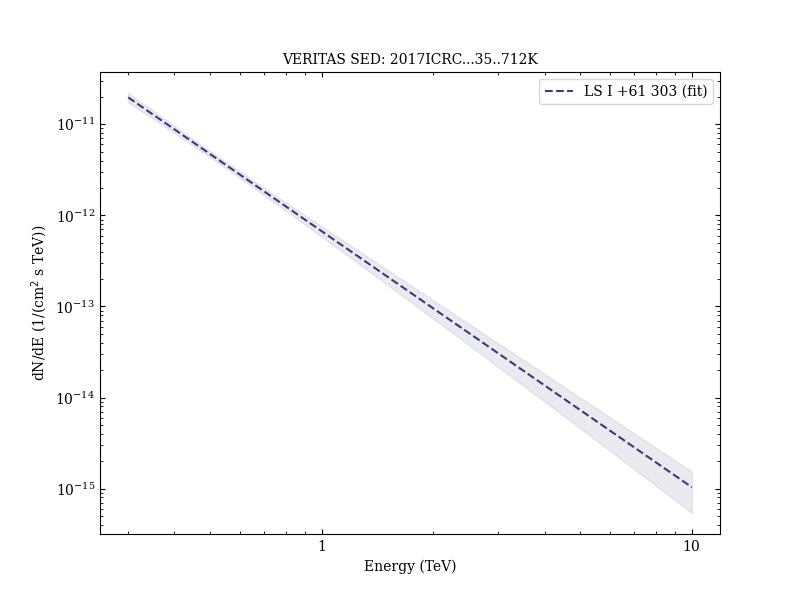 VERITAS SED: 2017ICRC...35..712K
LS I +61 303 (fit)
10⁻¹¹
10⁻¹²
10⁻¹³
10⁻¹⁴
10⁻¹⁵
dN/dE (1/(cm² s TeV))
1
10
Energy (TeV)